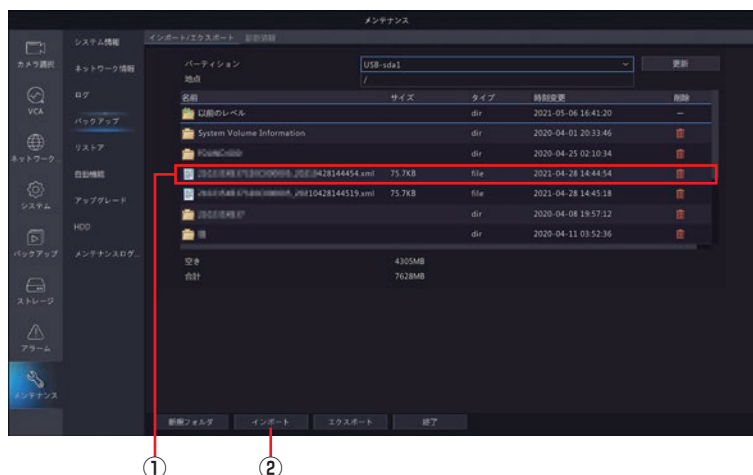 メンテナンス
カメラ選択
VCA
ネットワーク...
システム
バックアップ
ストレージ
アラーム
メンテナンス
システム情報
ネットワーク情報
ログ
バックアップ
リストア
自動機能
アップグレード
HDD
メンテナンスログ...
インポート/エクスポート 診断情報
パーティション USB-sda1 更新
地点 /
名前 サイズ タイプ 時刻変更 削除
以前のレベル dir 2021-05-06 16:41:20 −
System Volume Information dir 2020-04-01 20:33:46
dir 2020-04-25 02:10:34
428144454.xml 75.7KB file 2021-04-28 14:44:54
10428144519.xml 75.7KB file 2021-04-28 14:45:18
dir 2020-04-08 19:57:12
dir 2020-04-11 03:52:36
空き 4305MB
合計 7628MB
新規フォルダ インポート エクスポート 終了
① ②